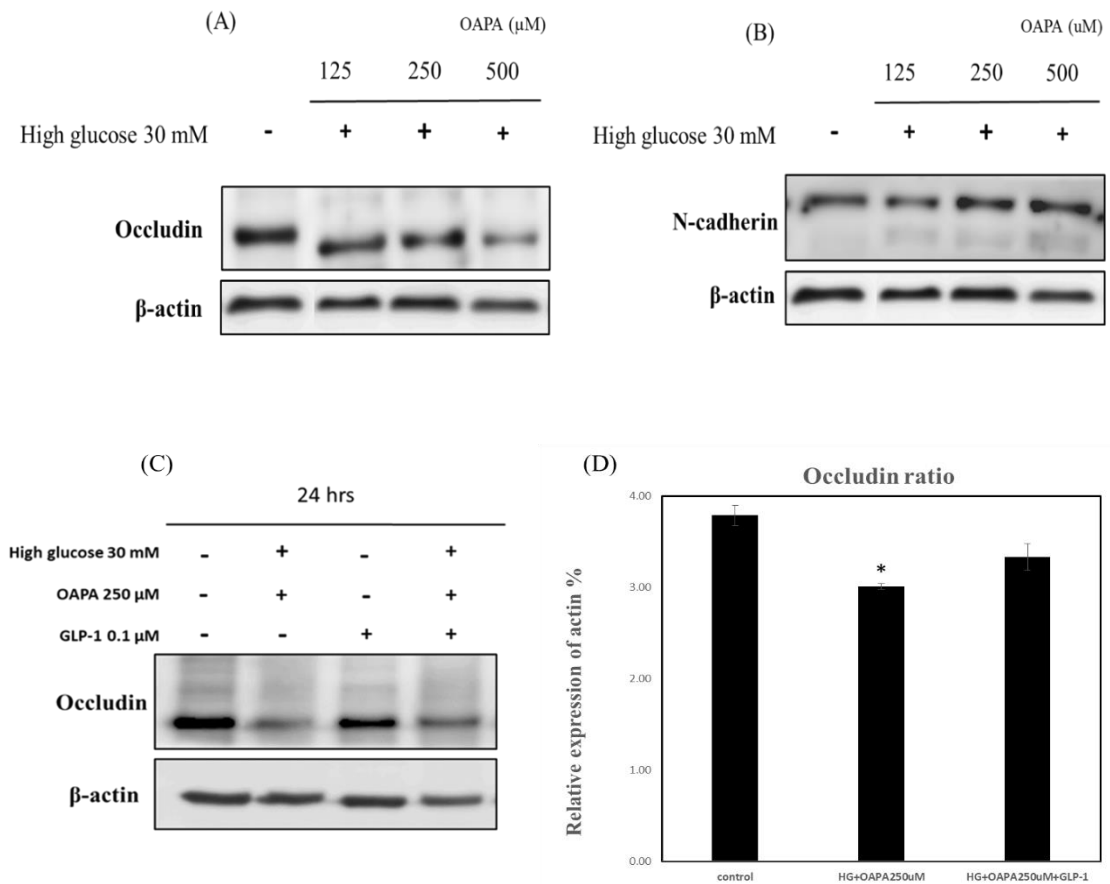 (A)
OAPA (µM)
125 250 500
High glucose 30 mM - + + +
Occludin
β-actin
(B)
OAPA (uM)
125 250 500
High glucose 30 mM - + + +
N-cadherin
β-actin
(C)
24 hrs
High glucose 30 mM - + - +
OAPA 250 µM - + - +
GLP-1 0.1 µM - - + +
Occludin
β-actin
(D)
Occludin ratio
Relative expression of actin %
4.00
3.00
2.00
1.00
0.00
*
control HG+OAPA250uM HG+OAPA250uM+GLP-1